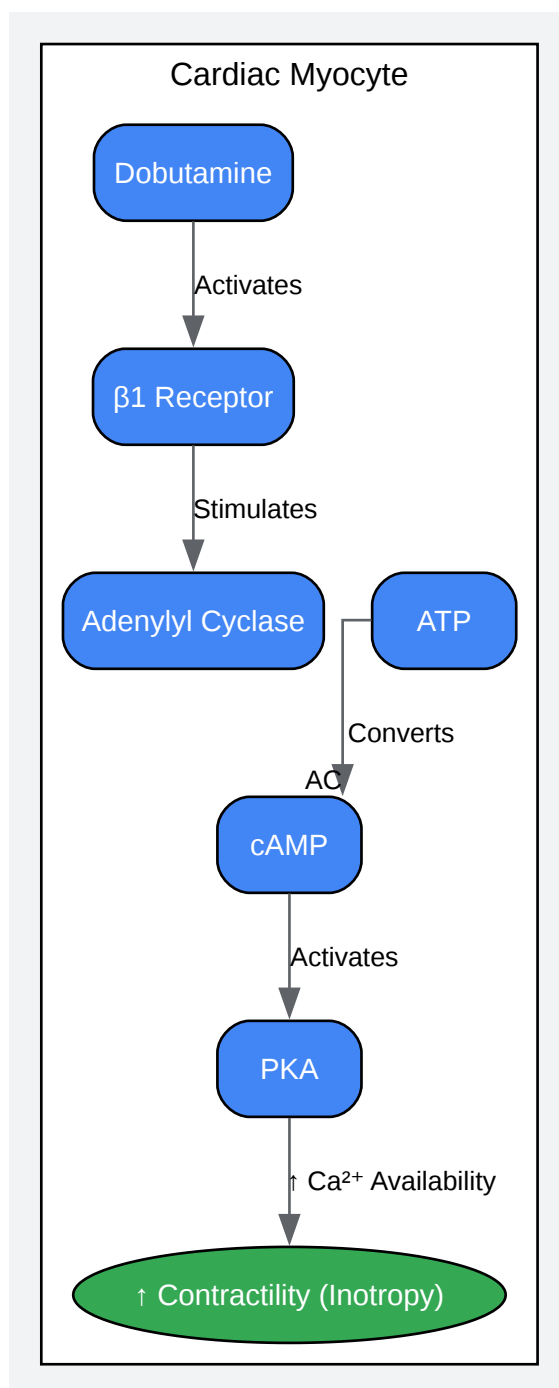 Cardiac Myocyte
Dobutamine
Activates
β1 Receptor
Stimulates
Adenylyl Cyclase
ATP
Converts
AC
cAMP
Activates
PKA
↑ Ca²⁺ Availability
↑ Contractility (Inotropy)